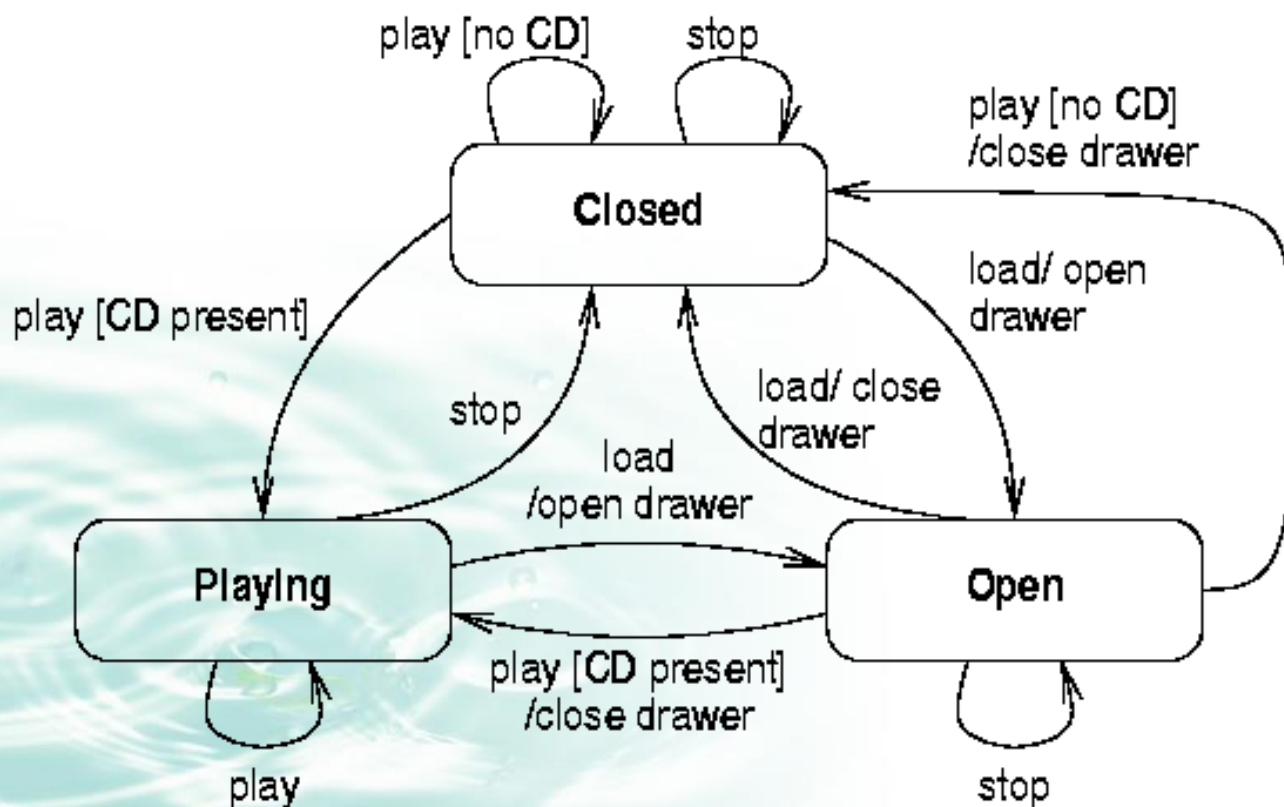 play [no CD]
stop
play [no CD]
/close drawer
Closed
load/ open
drawer
play [CD present]
stop
load/ close
drawer
load
/open drawer
Playing
Open
play [CD present]
/close drawer
play
stop